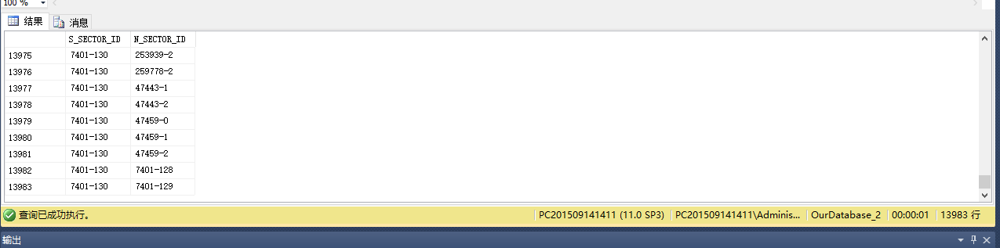 100 %
结果 消息
S_SECTOR_ID N_SECTOR_ID
13975 7401-130 253939-2
13976 7401-130 259778-2
13977 7401-130 47443-1
13978 7401-130 47443-2
13979 7401-130 47459-0
13980 7401-130 47459-1
13981 7401-130 47459-2
13982 7401-130 7401-128
13983 7401-130 7401-129
查询已成功执行。 PC201509141411 (11.0 SP3) PC201509141411\Adminis... OurDatabase_2 00:00:01 13983 行
输出